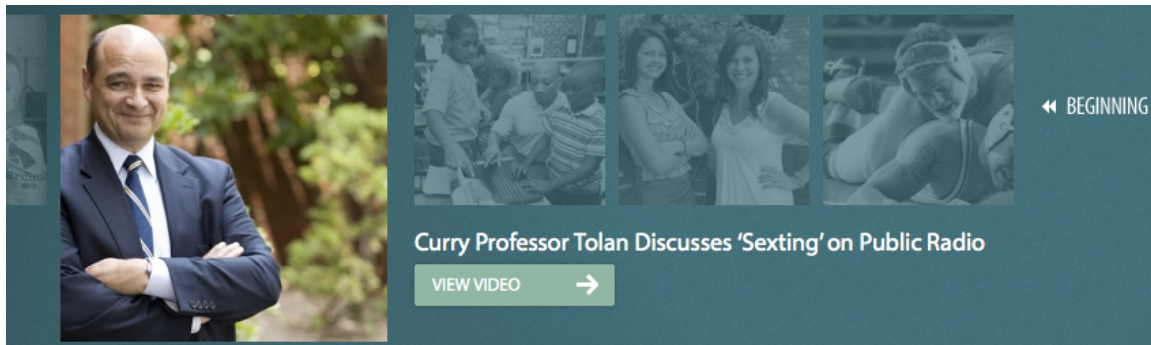 ◄◄ BEGINNING
Curry Professor Tolan Discusses ‘Sexting’ on Public Radio
VIEW VIDEO →